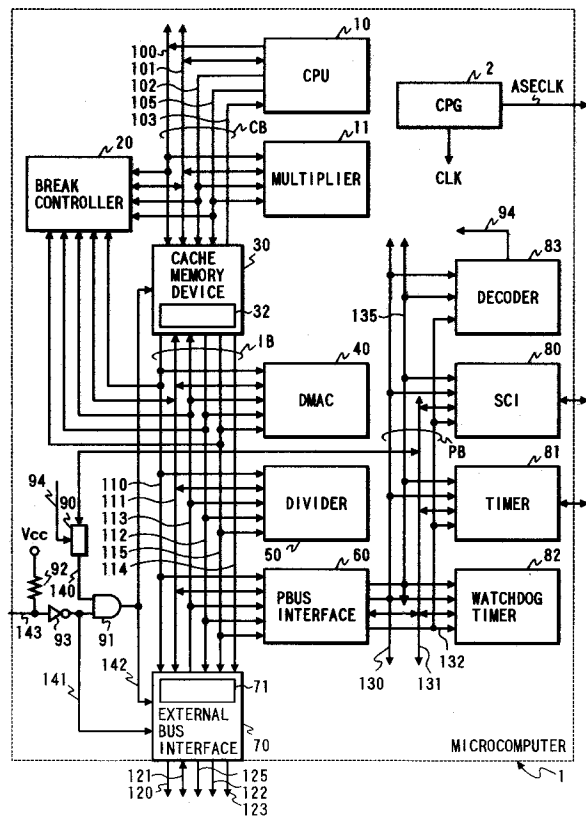 10
100
101
102
105
103
CPU
2
CPG
ASECLK
CLK
CB
11
MULTIPLIER
20
BREAK
CONTROLLER
30
CACHE
MEMORY
DEVICE
32
IB
94
83
DECODER
135
40
DMAC
80
SCI
PB
81
TIMER
94
90
110
111
113
112
115
114
DIVIDER
50
60
Vcc
92
140
143
93
91
142
141
PBUS
INTERFACE
82
WATCHDOG
TIMER
132
130
131
71
EXTERNAL
BUS
INTERFACE
70
MICROCOMPUTER
1
121
120
125
122
123